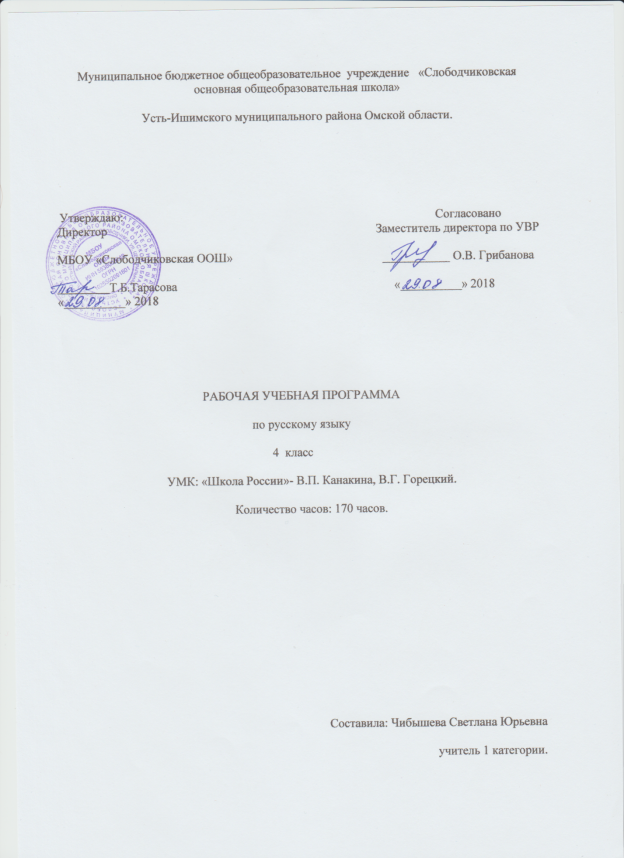 Муниципальное бюджетное общеобразовательное учреждение «Слободчиковская
основная общеобразовательная школа»
Усть-Ишимского муниципального района Омской области.
Утверждаю:
Директор
МБОУ «Слободчиковская ООШ»
Т.Б.Тарасова
«29.08» 2018
Согласовано
Заместитель директора по УВР
О.В. Грибанова
«29.08» 2018
РАБОЧАЯ УЧЕБНАЯ ПРОГРАММА
по русскому языку
4 класс
УМК: «Школа России»- В.П. Канакина, В.Г. Горецкий.
Количество часов: 170 часов.
Составила: Чибышева Светлана Юрьевна
учитель 1 категории.